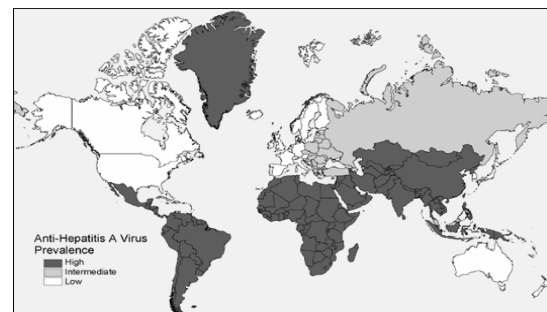 Anti-Hepatitis A Virus
Prevalence
High
Intermediate
Low